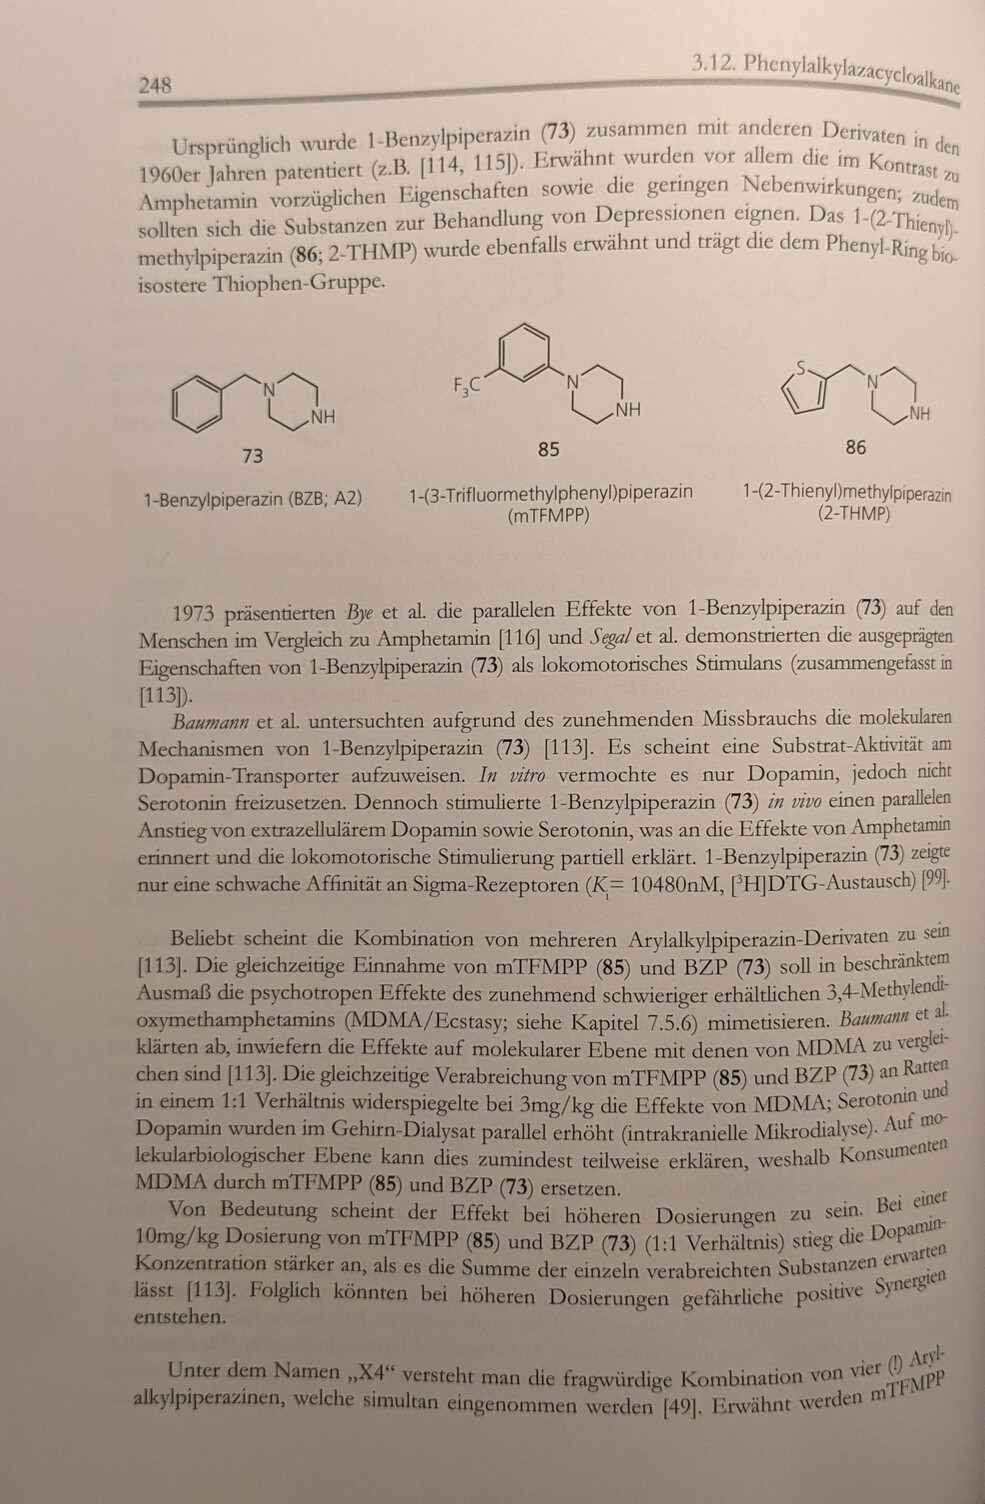 248
3.12. Phenylalkylazacycloalkane
Ursprünglich wurde 1-Benzylpiperazin (73) zusammen mit anderen Derivaten in den
1960er Jahren patentiert (z.B. [114, 115]). Erwähnt wurden vor allem die im Kontrast zu
Amphetamin vorzüglichen Eigenschaften sowie die geringen Nebenwirkungen; zudem
sollten sich die Substanzen zur Behandlung von Depressionen eignen. Das 1-(2-Thienyl)-
methylpiperazin (86; 2-THMP) wurde ebenfalls erwähnt und trägt die dem Phenyl-Ring bio-
isostere Thiophen-Gruppe.
N
NH
73
1-Benzylpiperazin (BZB; A2)
F₃C
N
NH
85
1-(3-Trifluormethylphenyl)piperazin
(mTFMPP)
S
N
NH
86
1-(2-Thienyl)methylpiperazin
(2-THMP)
1973 präsentierten Bye et al. die parallelen Effekte von 1-Benzylpiperazin (73) auf den
Menschen im Vergleich zu Amphetamin [116] und Segal et al. demonstrierten die ausgeprägten
Eigenschaften von 1-Benzylpiperazin (73) als lokomotorisches Stimulans (zusammengefasst in
[113]).
Baumann et al. untersuchten aufgrund des zunehmenden Missbrauchs die molekularen
Mechanismen von 1-Benzylpiperazin (73) [113]. Es scheint eine Substrat-Aktivität am
Dopamin-Transporter aufzuweisen. In vitro vermochte es nur Dopamin, jedoch nicht
Serotonin freizusetzen. Dennoch stimulierte 1-Benzylpiperazin (73) in vivo einen parallelen
Anstieg von extrazellulärem Dopamin sowie Serotonin, was an die Effekte von Amphetamin
erinnert und die lokomotorische Stimulierung partiell erklärt. 1-Benzylpiperazin (73) zeigte
nur eine schwache Affinität an Sigma-Rezeptoren (Kᵢ= 10480nM, [³H]DTG-Austausch) [99].
Beliebt scheint die Kombination von mehreren Arylalkylpiperazin-Derivaten zu sein
[113]. Die gleichzeitige Einnahme von mTFMPP (85) und BZP (73) soll in beschränktem
Ausmaß die psychotropen Effekte des zunehmend schwieriger erhältlichen 3,4-Methylendi-
oxymethamphetamins (MDMA/Ecstasy; siehe Kapitel 7.5.6) mimetisieren. Baumann et al.
klärten ab, inwiefern die Effekte auf molekularer Ebene mit denen von MDMA zu verglei-
chen sind [113]. Die gleichzeitige Verabreichung von mTFMPP (85) und BZP (73) an Ratten
in einem 1:1 Verhältnis widerspiegelte bei 3mg/kg die Effekte von MDMA; Serotonin und
Dopamin wurden im Gehirn-Dialysat parallel erhöht (intrakranielle Mikrodialyse). Auf mo-
lekularbiologischer Ebene kann dies zumindest teilweise erklären, weshalb Konsumenten
MDMA durch mTFMPP (85) und BZP (73) ersetzen.
Von Bedeutung scheint der Effekt bei höheren Dosierungen zu sein. Bei einer
10mg/kg Dosierung von mTFMPP (85) und BZP (73) (1:1 Verhältnis) stieg die Dopamin-
Konzentration stärker an, als es die Summe der einzeln verabreichten Substanzen erwarten
lässt [113]. Folglich könnten bei höheren Dosierungen gefährliche positive Synergien
entstehen.
Unter dem Namen „X4“ versteht man die fragwürdige Kombination von vier (!) Aryl-
alkylpiperazinen, welche simultan eingenommen werden [49]. Erwähnt werden mTFMPP